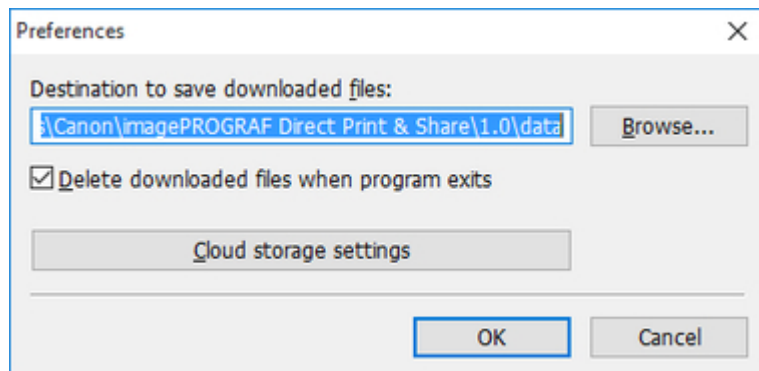 Preferences
Destination to save downloaded files:
\Canon\imagePROGRAF Direct Print & Share\1.0\data
Browse...
Delete downloaded files when program exits
Cloud storage settings
OK
Cancel